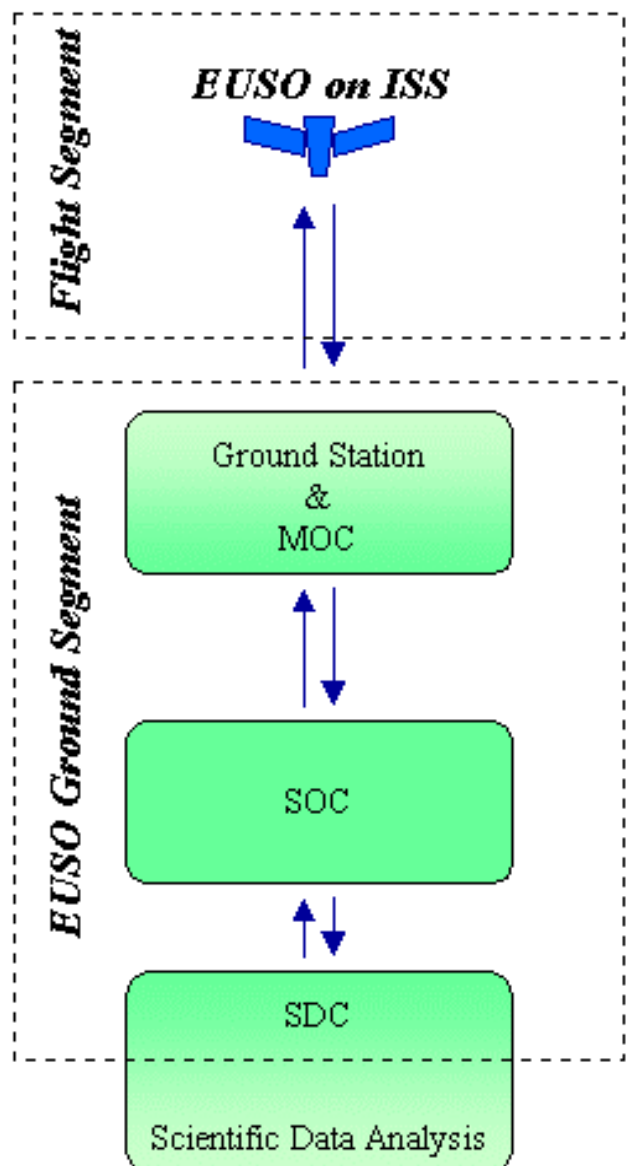 Flight Segment
EUSO on ISS
EUSO Ground Segment
Ground Station
&
MOC
SOC
SDC
Scientific Data Analysis